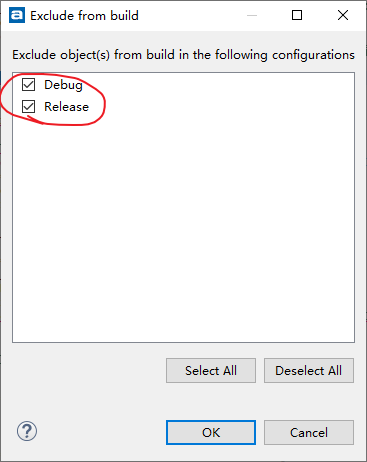 Exclude from build
Exclude object(s) from build in the following configurations
Debug
Release
Select All
Deselect All
OK
Cancel